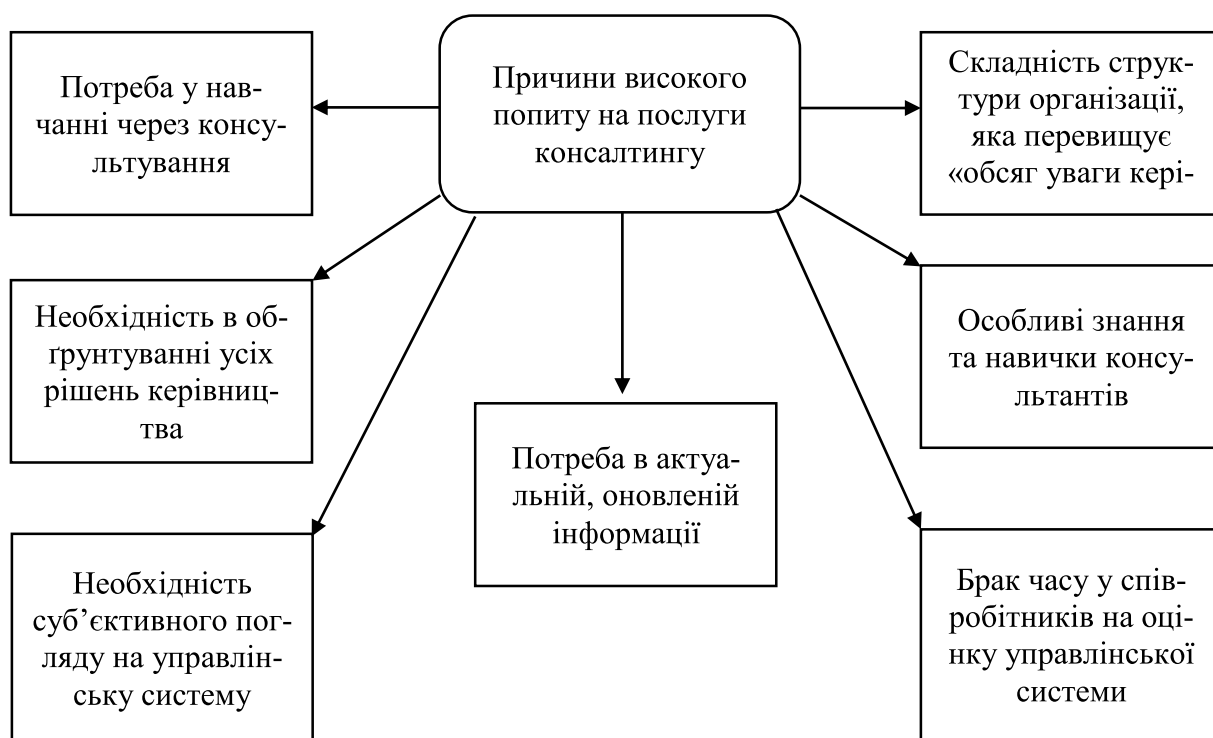 Потреба у нав-
чанні через консу-
льтування
Причини високого
попиту на послуги
консалтингу
Складність струк-
тури організації,
яка перевищує
«обсяг уваги кері-
Необхідність в об-
ґрунтуванні усіх
рішень керівниц-
тва
Особливі знання
та навички консу-
льтантів
Потреба в актуа-
льній, оновленій
інформації
Необхідність
суб’єктивного пог-
ляду на управлін-
ську систему
Брак часу у спів-
робітників на оці-
нку управлінської
системи